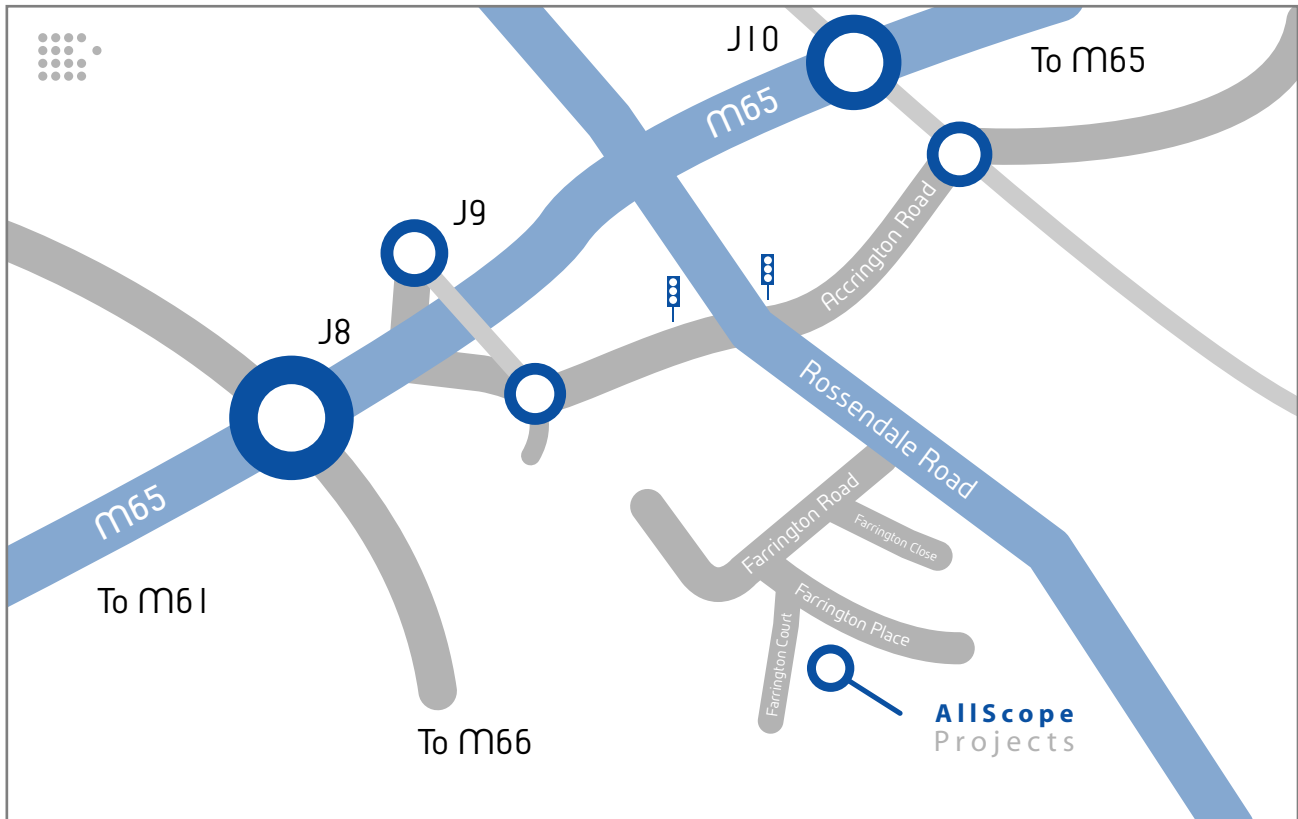 J10
To M65
M65
J9
Accrington Road
J8
Rossendale Road
M65
Farrington Road
Farrington Close
To M61
Farrington Place
Farrington Court
AllScope
Projects
To M66